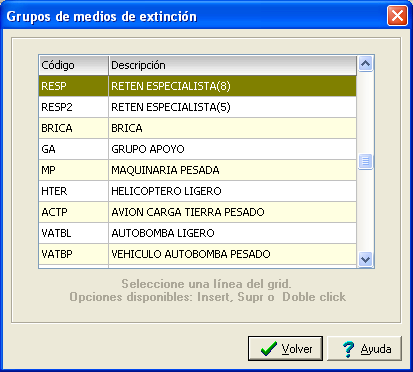 Grupos de medios de extinción
Código Descripción
RESP RETEN ESPECIALISTA(8)
RESP2 RETEN ESPECIALISTA(5)
BRICA BRICA
GA GRUPO APOYO
MP MAQUINARIA PESADA
HTER HELICOPTERO LIGERO
ACTP AVION CARGA TIERRA PESADO
VATBL AUTOBOMBA LIGERO
VATBP VEHICULO AUTOBOMBA PESADO
Seleccione una línea del grid.
Opciones disponibles: Insert, Supr o Doble click
Volver
Ayuda